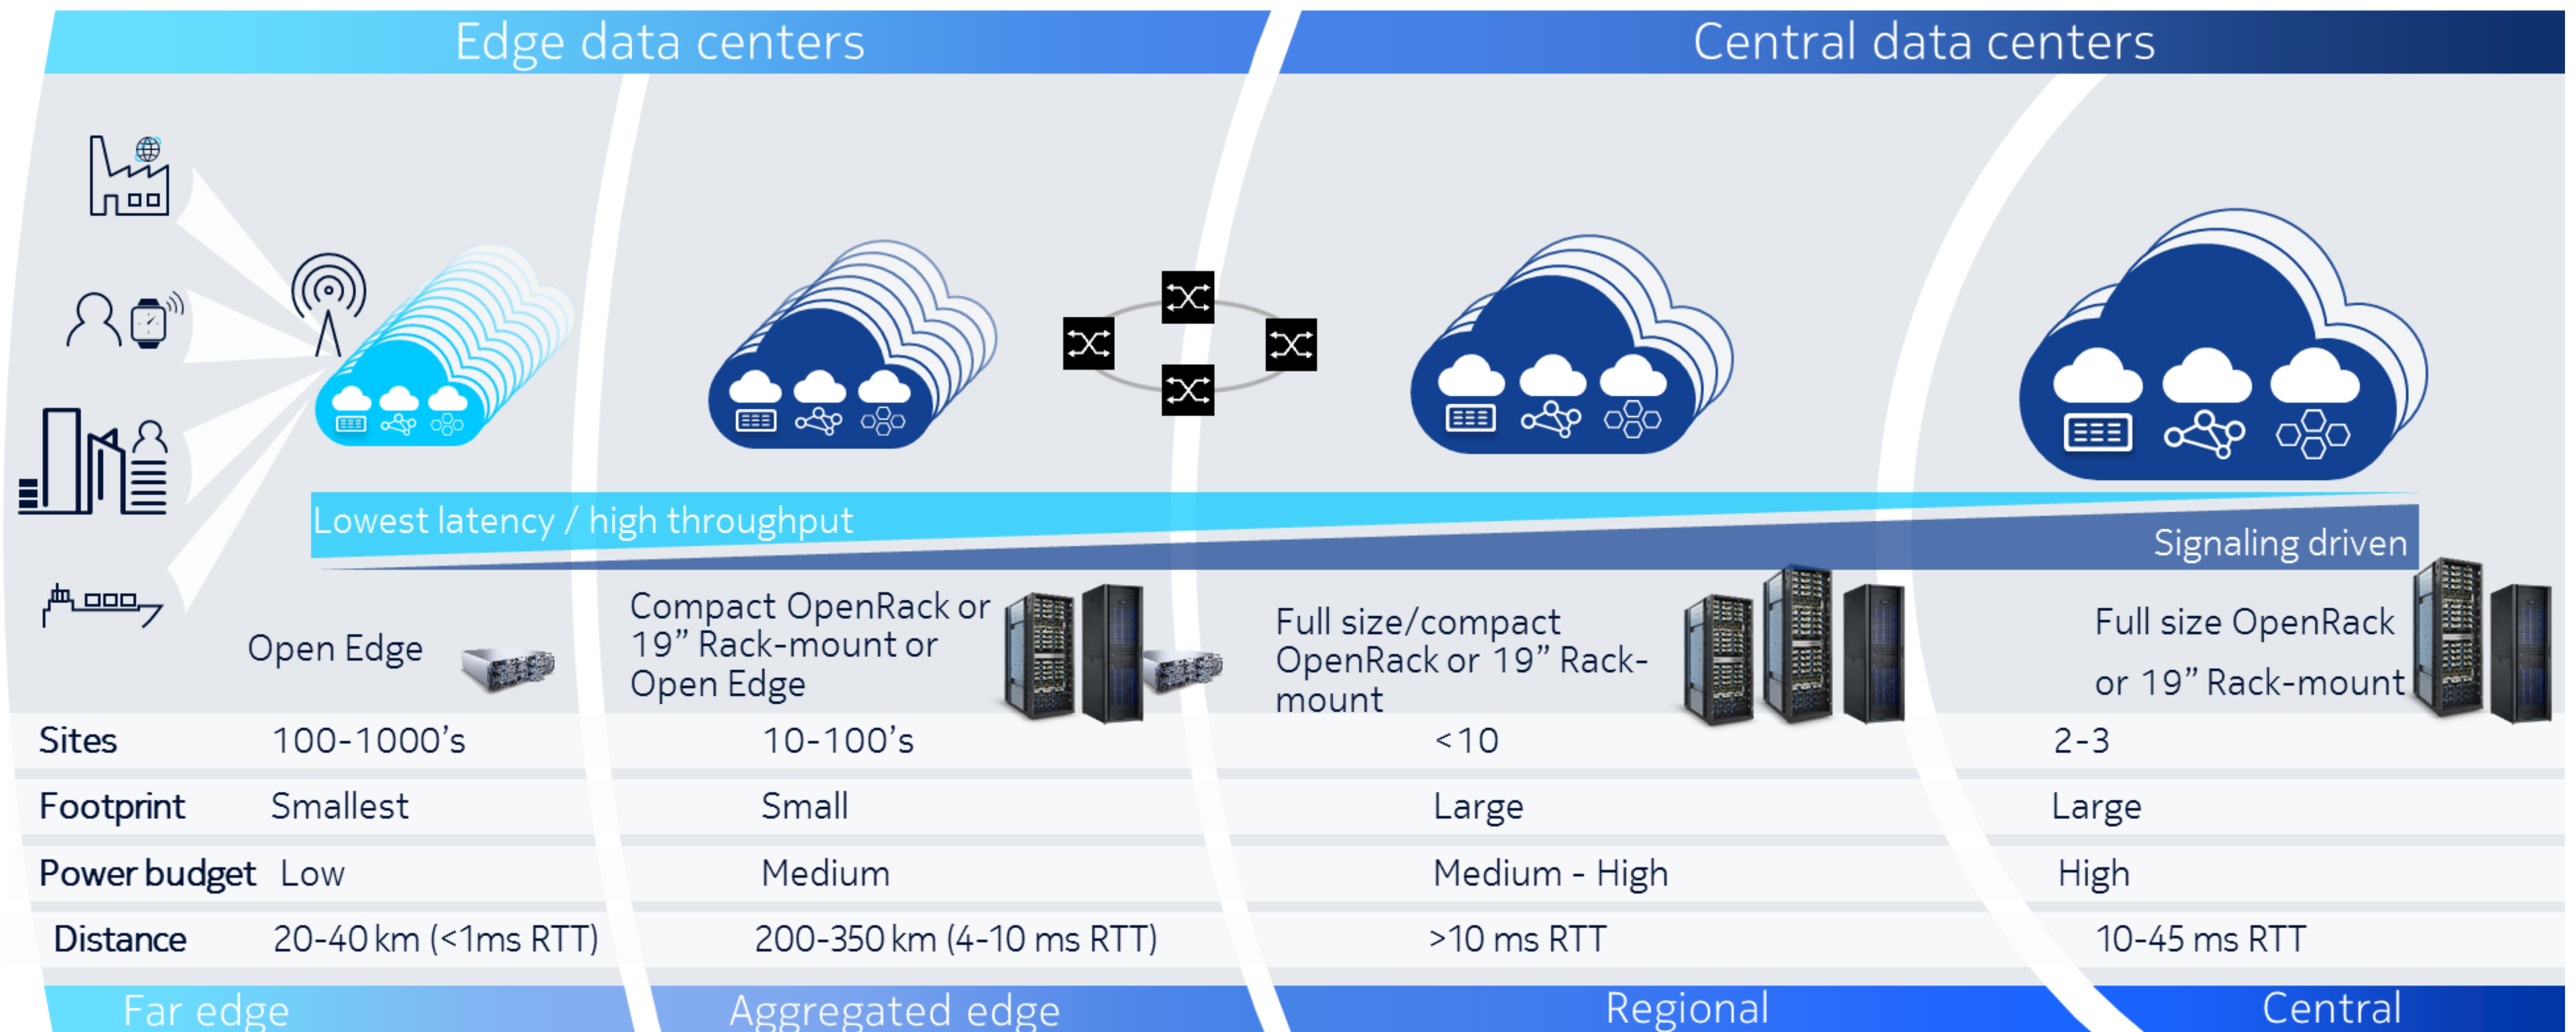 Edge data centers
Central data centers
Lowest latency / high throughput
Signaling driven
Open Edge
Compact OpenRack or
19” Rack-mount or
Open Edge
Full size/compact
OpenRack or 19” Rack-
mount
Full size OpenRack
or 19” Rack-mount
Sites 100-1000’s 10-100’s <10 2-3
Footprint Smallest Small Large Large
Power budget Low Medium Medium - High High
Distance 20-40 km (<1ms RTT) 200-350 km (4-10 ms RTT) >10 ms RTT 10-45 ms RTT
Far edge
Aggregated edge
Regional
Central